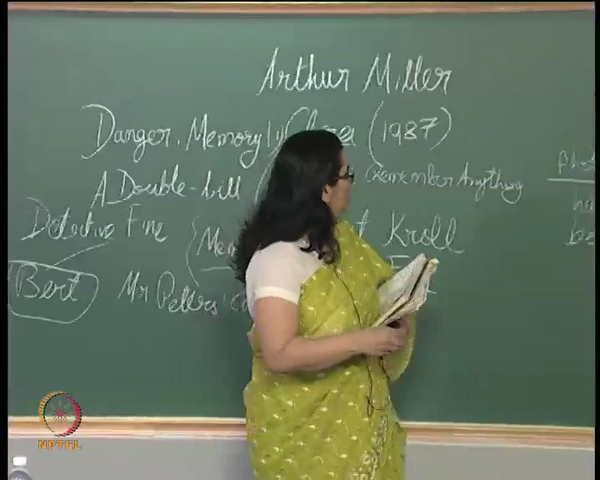 Arthur Miller
Danger. Memory! (1987)
A Double-bill Remember Anything
Detective Fine Kroll
Bert Mr Peters
NPTEL